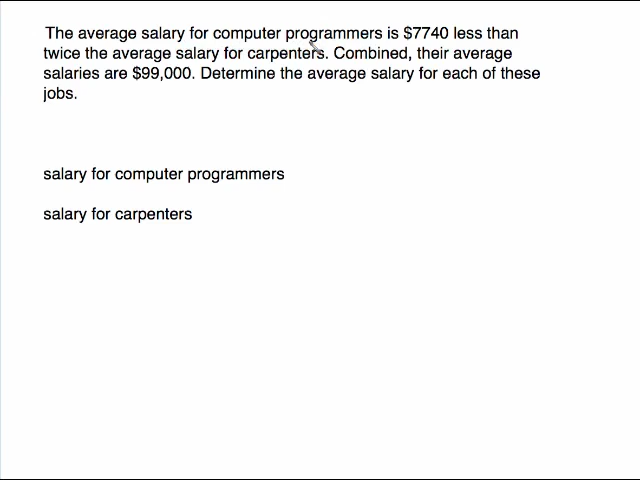 The average salary for computer programmers is $7740 less than
twice the average salary for carpenters. Combined, their average
salaries are $99,000. Determine the average salary for each of these
jobs.
salary for computer programmers
salary for carpenters